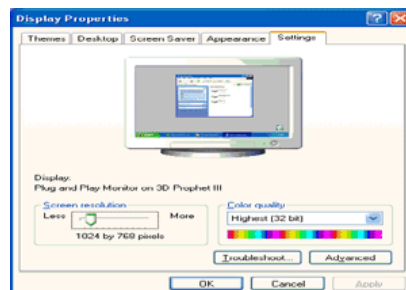 Display Properties
Themes Desktop Screen Saver Appearance Settings
Display:
Plug and Play Monitor on 3D Prophet III
Screen resolution
Less More
1024 by 768 pixels
Color quality
Highest (32 bit)
Troubleshoot... Advanced
OK Cancel Apply